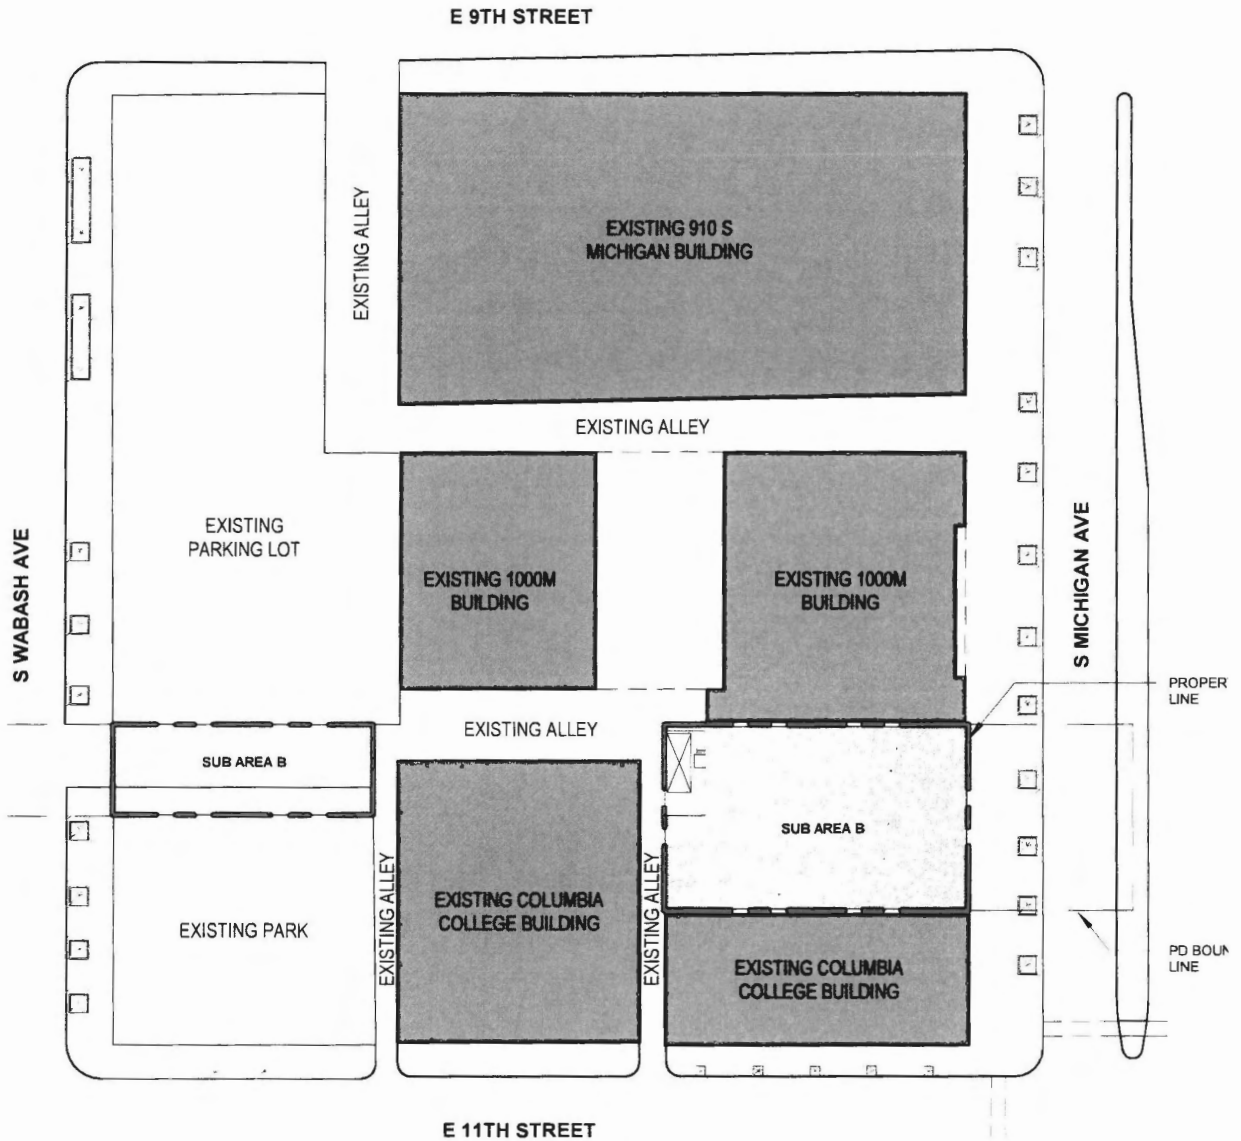 E 9TH STREET
EXISTING ALLEY
EXISTING 910 S
MICHIGAN BUILDING
EXISTING ALLEY
S WABASH AVE
EXISTING
PARKING LOT
EXISTING 1000M
BUILDING
EXISTING 1000M
BUILDING
S MICHIGAN AVE
PROPER
LINE
EXISTING ALLEY
SUB AREA B
SUB AREA B
EXISTING PARK
EXISTING ALLEY
EXISTING COLUMBIA
COLLEGE BUILDING
EXISTING ALLEY
EXISTING COLUMBIA
COLLEGE BUILDING
PD BOUN
LINE
E 11TH STREET